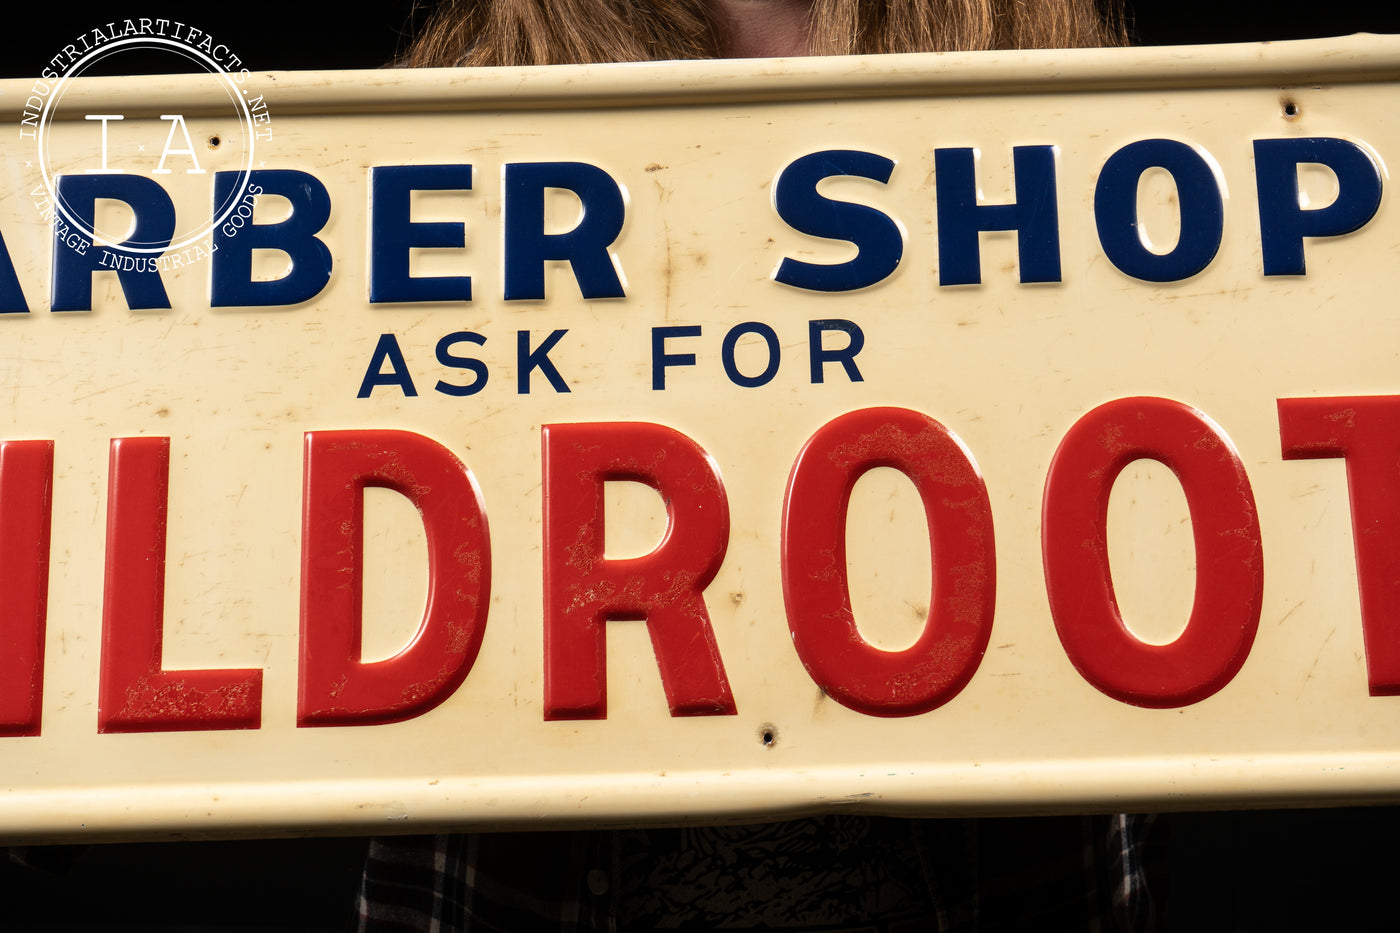 INDUSTRIALARTIFACTS.NET
I x A
x VINTAGE INDUSTRIAL GOODS x
ARBER SHOP
ASK FOR
ILDROOT